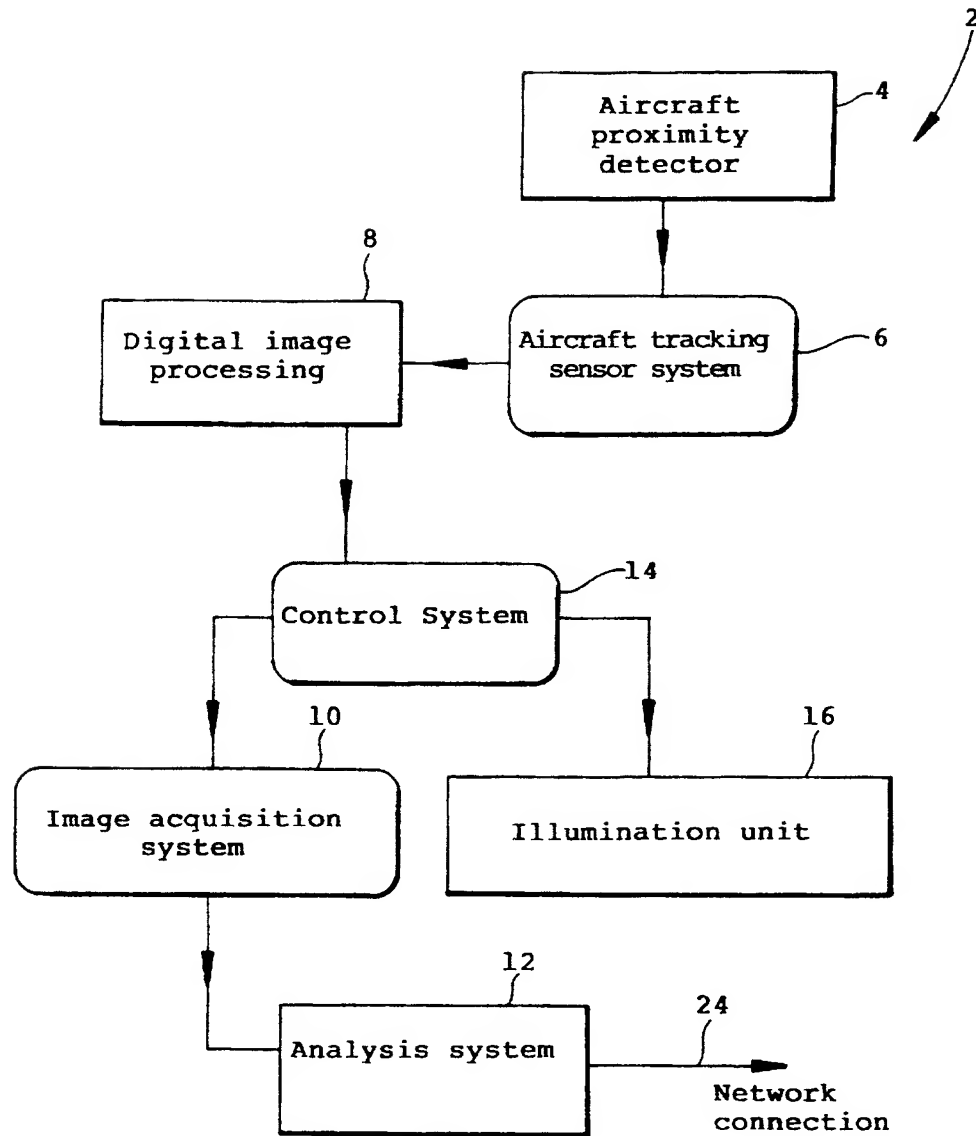 2
Aircraft
proximity
detector
4
8
Digital image
processing
Aircraft tracking
sensor system
6
Control System
14
10
Image acquisition
system
16
Illumination unit
12
Analysis system
24
Network
connection